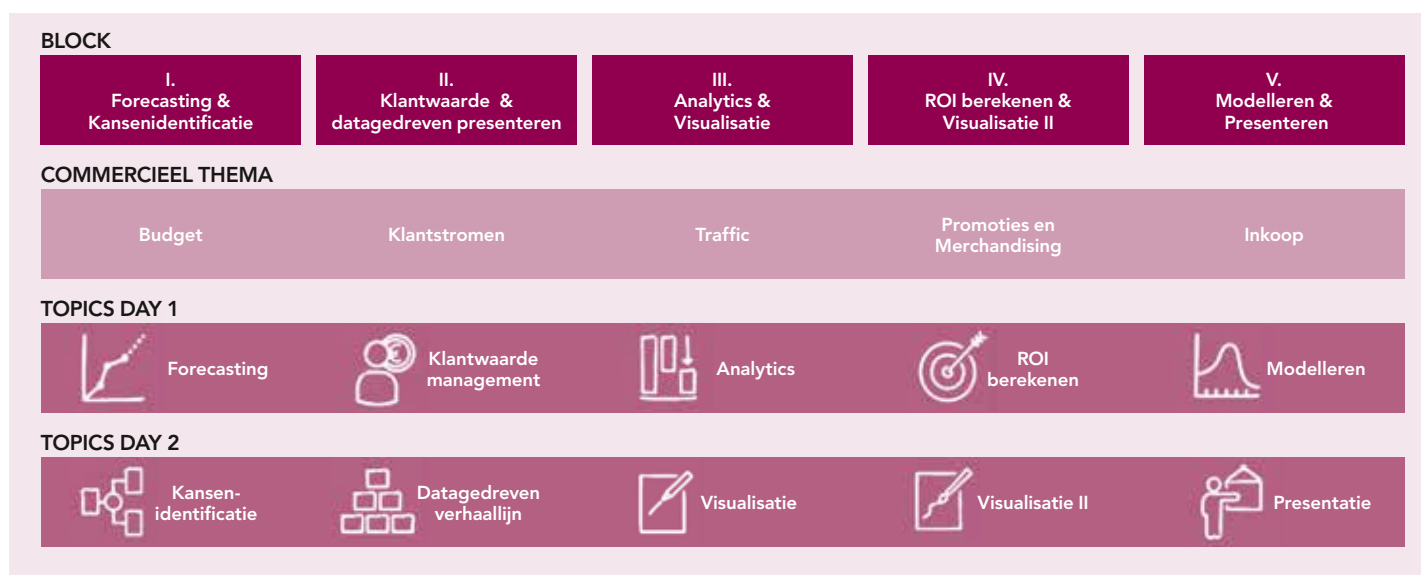 BLOCK
I.
Forecasting &
Kansenidentificatie
II.
Klantwaarde &
datagedreven presenteren
III.
Analytics &
Visualisatie
IV.
ROI berekenen &
Visualisatie II
V.
Modelleren &
Presenteren
COMMERCIEEL THEMA
Budget
Klantstromen
Traffic
Promoties en
Merchandising
Inkoop
TOPICS DAY 1
Forecasting
Klantwaarde
management
Analytics
ROI
berekenen
Modelleren
TOPICS DAY 2
Kansen-
identificatie
Datagedreven
verhaallijn
Visualisatie
Visualisatie II
Presentatie